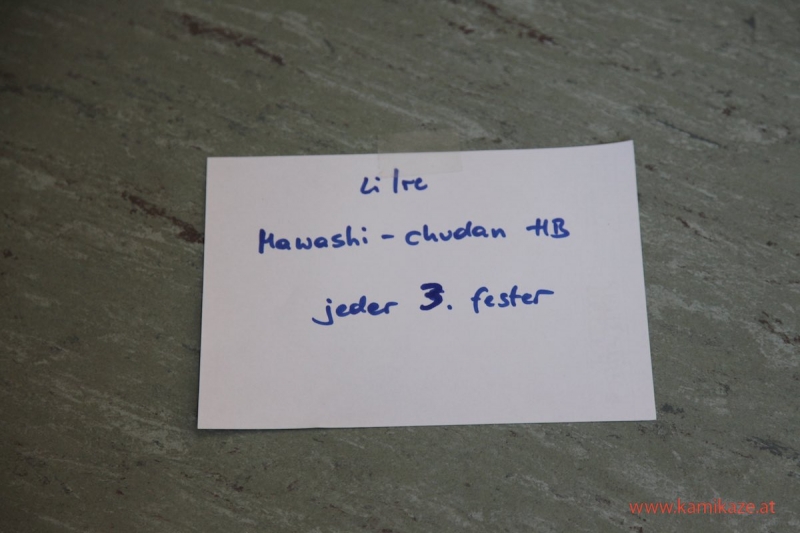 Li/re
Mawashi - chudan HB
jeder 3. fester
www.kamikaze.at